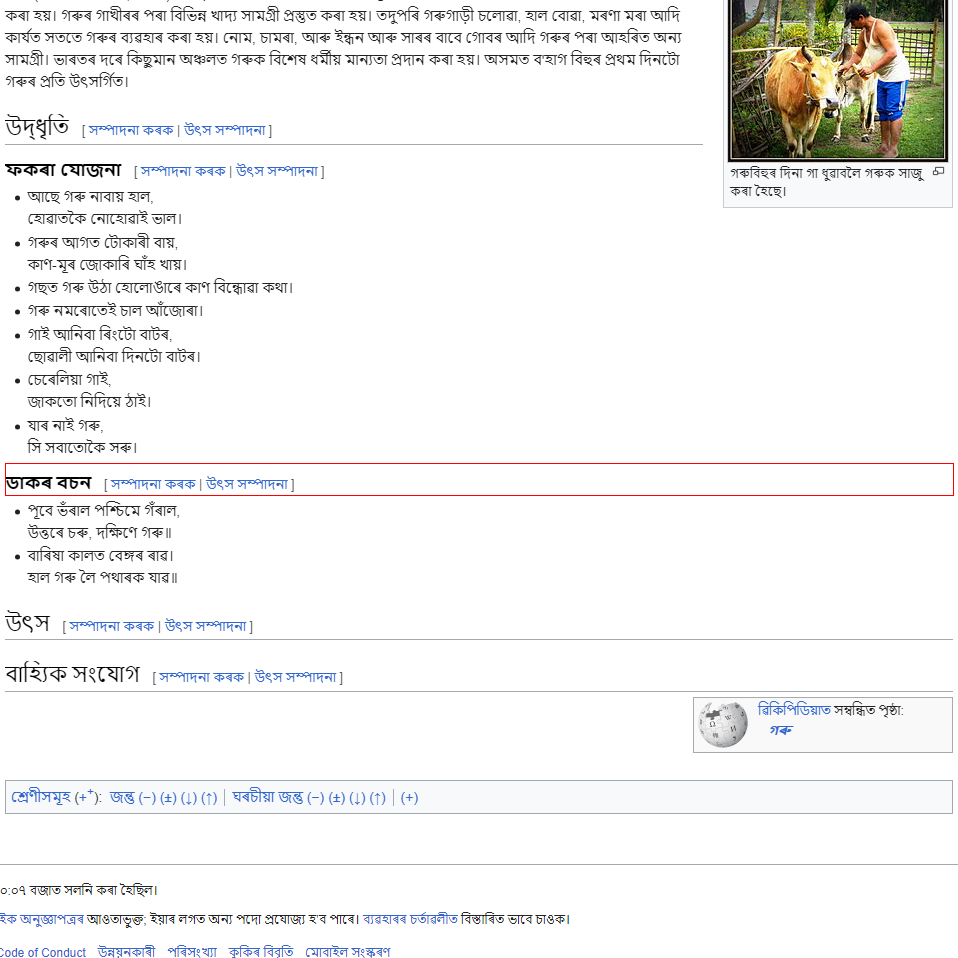 কৰা হয়। গৰুৰ গাখীৰৰ পৰা বিভিন্ন খাদ্য সামগ্ৰী প্ৰস্তুত কৰা হয়। তদুপৰি গৰুগাড়ী চলোৱা, হাল বোৱা, মৰণা মৰা আদি
কাৰ্যত সততে গৰুৰ ব্যৱহাৰ কৰা হয়। নোম, চামৰা, আৰু ইন্ধন আৰু সাৰৰ বাবে গোবৰ আদি গৰুৰ পৰা আহৰিত অন্য
সামগ্ৰী। ভাৰতৰ দৰে কিছুমান অঞ্চলত গৰুক বিশেষ ধৰ্মীয় মান্যতা প্ৰদান কৰা হয়। অসমত ব'হাগ বিহুৰ প্ৰথম দিনটো
গৰুৰ প্ৰতি উৎসৰ্গিত।
গৰুবিহুৰ দিনা গা ধুৱাবলৈ গৰুক সাজু
কৰা হৈছে।
উদ্ধৃতি [ সম্পাদনা কৰক | উৎস সম্পাদনা ]
ফকৰা যোজনা [ সম্পাদনা কৰক | উৎস সম্পাদনা ]
• আছে গৰু নাবায় হাল,
হোৱাতকৈ নোহোৱাই ভাল।
• গৰুৰ আগত টোকাৰী বায়,
কাণ-মূৰ জোকাৰি ঘাঁহ খায়।
• গছত গৰু উঠা হোলোঙাৰে কাণ বিন্ধোৱা কথা।
• গৰু নমৰোতেই চাল আঁজোৰা।
• গাই আনিবা ৰিংটো বাটৰ,
ছোৱালী আনিবা দিনটো বাটৰ।
• চেৰেলিয়া গাই,
জাকতো নিদিয়ে ঠাই।
• যাৰ নাই গৰু,
সি সবাতোকৈ সৰু।
ডাকৰ বচন [ সম্পাদনা কৰক | উৎস সম্পাদনা ]
• পূবে ভঁৰাল পশ্চিমে গঁৰাল,
উত্তৰে চৰু, দক্ষিণে গৰু॥
• বাৰিষা কালত বেঙ্গৰ ৰাৱ।
হাল গৰু লৈ পথাৰক যাৱ॥
উৎস [ সম্পাদনা কৰক | উৎস সম্পাদনা ]
বাহ্যিক সংযোগ [ সম্পাদনা কৰক | উৎস সম্পাদনা ]
ৱিকিপিডিয়াত সম্বন্ধিত পৃষ্ঠা:
গৰু
শ্ৰেণীসমূহ (+⁺): জন্তু (−) (±) (↓) (↑) | ঘৰচীয়া জন্তু (−) (±) (↓) (↑) | (+)
০:০৭ বজাত সলনি কৰা হৈছিল।
ইক অনুজ্ঞাপত্ৰৰ আওতাভুক্ত; ইয়াৰ লগত অন্য পদো প্ৰযোজ্য হ'ব পাৰে। ব্যৱহাৰৰ চৰ্তাৱলীত বিস্তাৰিত ভাবে চাওক।
Code of Conduct উন্নয়নকাৰী পৰিসংখ্যা কুকিৰ বিবৃতি মোবাইল সংস্কৰণ